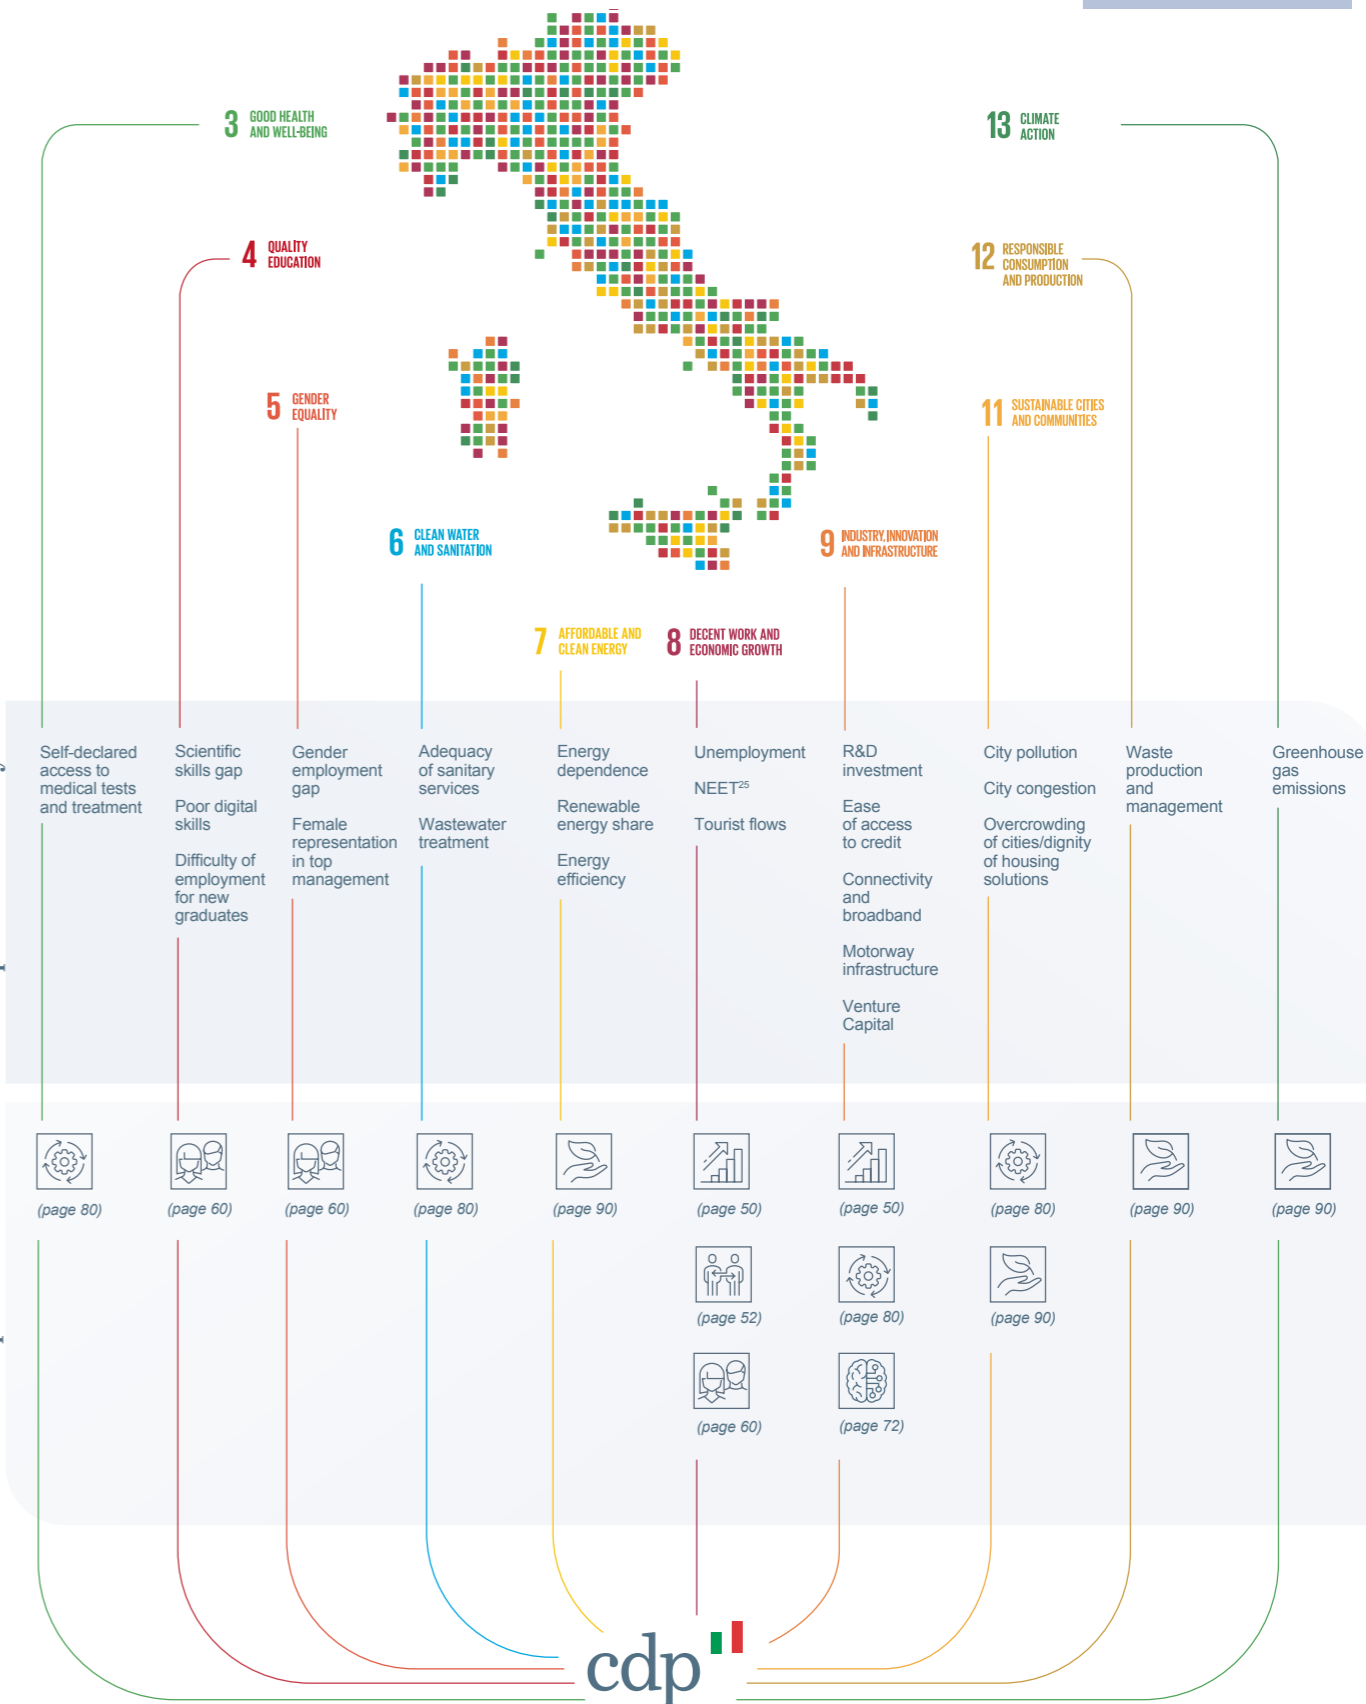 3 GOOD HEALTH
AND WELL-BEING
13 CLIMATE
ACTION
4 QUALITY
EDUCATION
12 RESPONSIBLE
CONSUMPTION
AND PRODUCTION
5 GENDER
EQUALITY
11 SUSTAINABLE CITIES
AND COMMUNITIES
6 CLEAN WATER
AND SANITATION
9 INDUSTRY, INNOVATION
AND INFRASTRUCTURE
7 AFFORDABLE AND
CLEAN ENERGY
8 DECENT WORK AND
ECONOMIC GROWTH
Self-declared
access to
medical tests
and treatment
Scientific
skills gap
Poor digital
skills
Difficulty of
employment
for new
graduates
Gender
employment
gap
Female
representation
in top
management
Adequacy
of sanitary
services
Wastewater
treatment
Energy
dependence
Renewable
energy share
Energy
efficiency
Unemployment
NEET25
Tourist flows
R&D
investment
Ease
of access
to credit
Connectivity
and
broadband
Motorway
infrastructure
Venture
Capital
City pollution
City congestion
Overcrowding
of cities/dignity
of housing
solutions
Waste
production
and
management
Greenhouse
gas
emissions
(page 80)
(page 60)
(page 60)
(page 80)
(page 90)
(page 50)
(page 50)
(page 80)
(page 90)
(page 90)
(page 52)
(page 80)
(page 90)
(page 60)
(page 72)
cdp